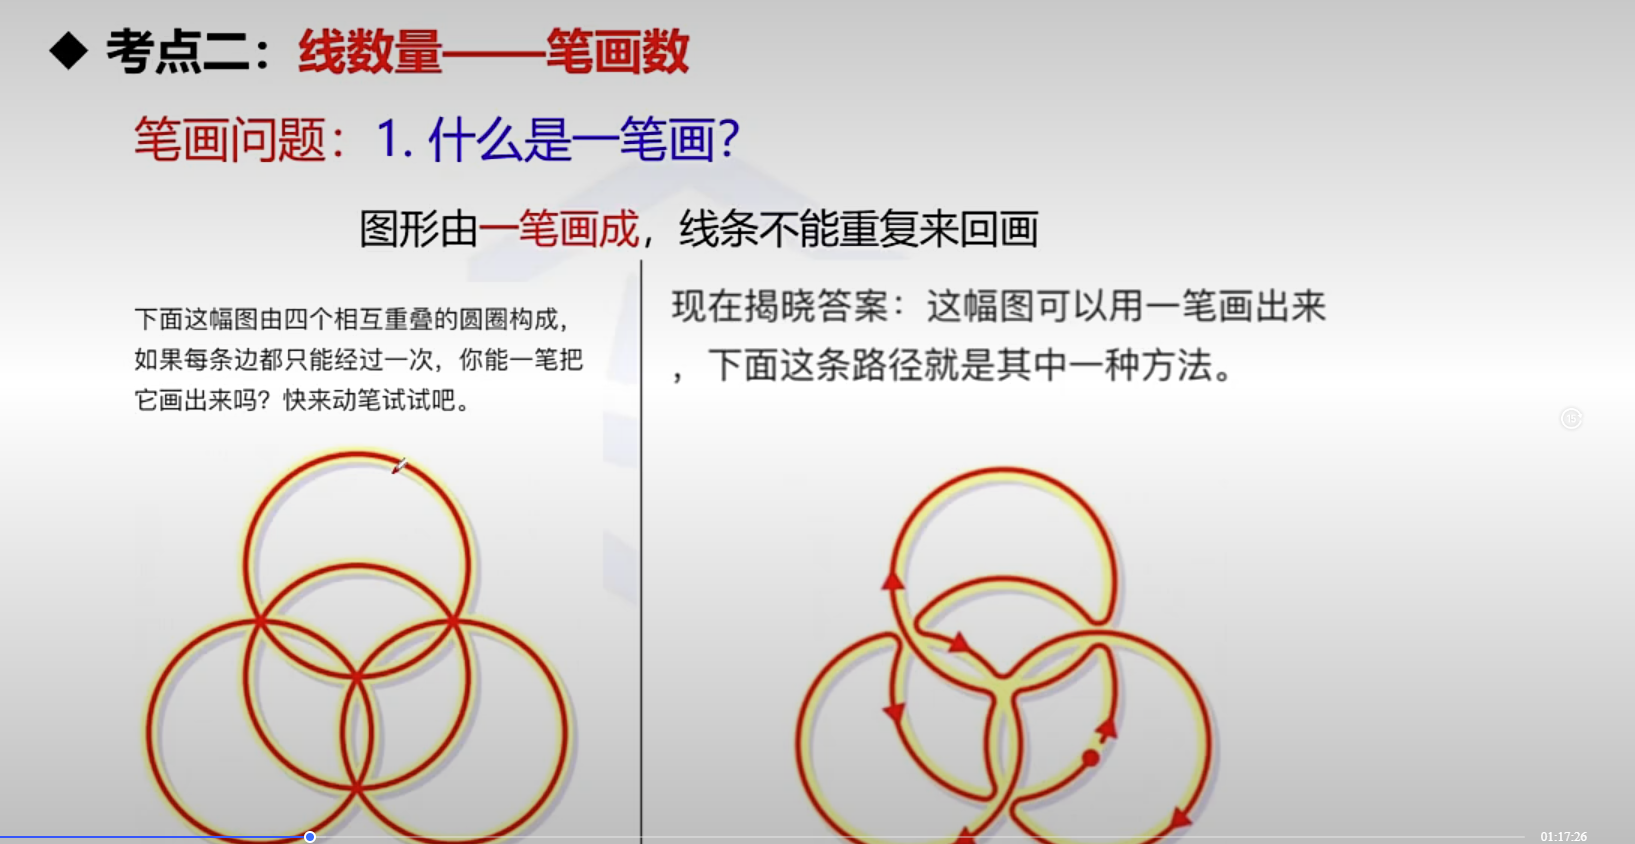 ◆ 考点二：线数量——笔画数
笔画问题：1. 什么是一笔画？
图形由一笔画成，线条不能重复来回画
下面这幅图由四个相互重叠的圆圈构成，
如果每条边都只能经过一次，你能一笔把
它画出来吗？快来动笔试试吧。
现在揭晓答案：这幅图可以用一笔画出来
，下面这条路径就是其中一种方法。
01:17:26